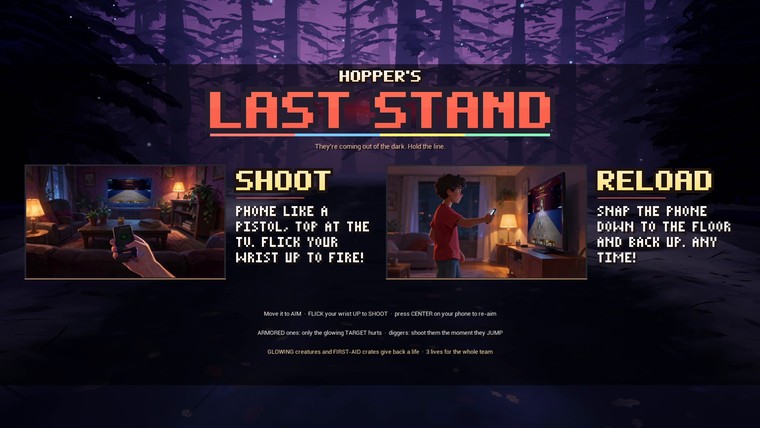 HOPPER'S
LAST STAND
They're coming out of the dark. Hold the line.
SHOOT
PHONE LIKE A
PISTOL, TOP AT THE
TV. FLICK YOUR
WRIST UP TO FIRE!
RELOAD
SNAP THE PHONE
DOWN TO THE FLOOR
AND BACK UP. ANY
TIME!
Move it to AIM · FLICK your wrist UP to SHOOT · press CENTER on your phone to re-aim
ARMORED ones: only the glowing TARGET hurts · diggers: shoot them the moment they JUMP
GLOWING creatures and FIRST-AID crates give back a life · 3 lives for the whole team